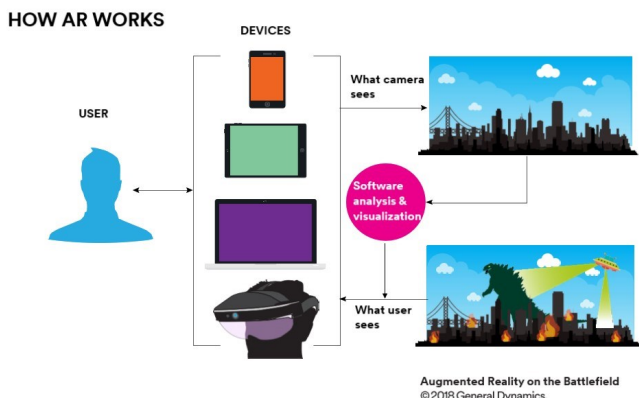 HOW AR WORKS
DEVICES
USER
What camera
sees
Software
analysis &
visualization
What user
sees
Augmented Reality on the Battlefield
©2018 General Dynamics